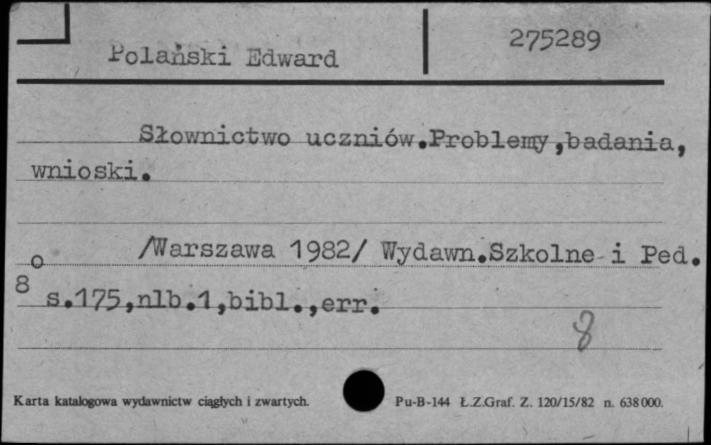 Polański Edward 275289
Słownictwo uczniów.Problemy,badania,
wnioski.
/Warszawa 1982/ Wydawn.Szkolne i Ped.
8o
s.175,nlb.1,bibl.,err.
8
Karta katalogowa wydawnictw ciągłych i zwartych. Pu-B-144 Ł.Z.Graf. Z. 120/15/82 n. 638000.